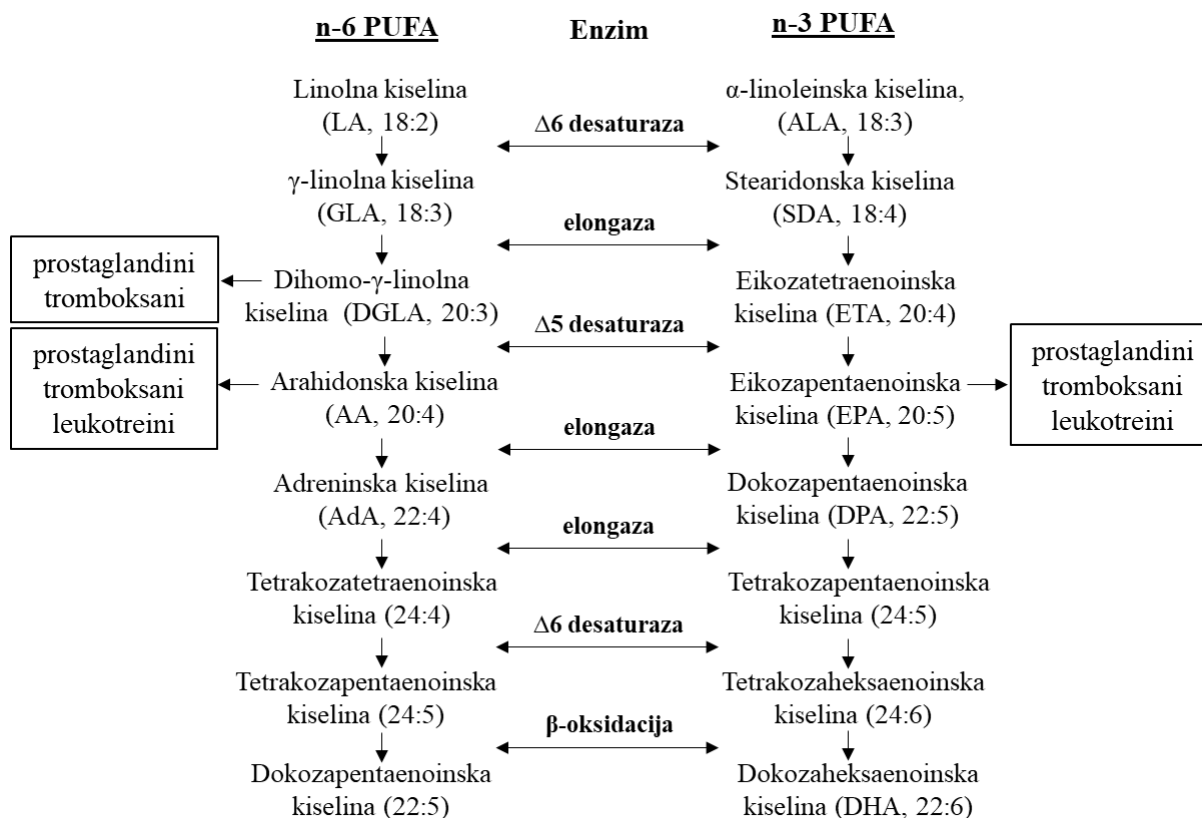 n-6 PUFA
Enzim
n-3 PUFA
Linolna kiselina
(LA, 18:2)
Δ6 desaturaza
α-linoleinska kiselina,
(ALA, 18:3)
γ-linolna kiselina
(GLA, 18:3)
elongaza
Stearidonska kiselina
(SDA, 18:4)
prostaglandini
tromboksani
Dihomo-γ-linolna
kiselina (DGLA, 20:3)
Δ5 desaturaza
Eikozatetraenoinska
kiselina (ETA, 20:4)
prostaglandini
tromboksani
leukotreini
Arahidonska kiselina
(AA, 20:4)
elongaza
Eikozapentaenoinska
kiselina (EPA, 20:5)
prostaglandini
tromboksani
leukotreini
Adreninska kiselina
(AdA, 22:4)
elongaza
Dokozapentaenoinska
kiselina (DPA, 22:5)
Tetrakozatetraenoinska
kiselina (24:4)
Δ6 desaturaza
Tetrakozapentaenoinska
kiselina (24:5)
Tetrakozapentaenoinska
kiselina (24:5)
β-oksidacija
Tetrakozaheksaenoinska
kiselina (24:6)
Dokozapentaenoinska
kiselina (22:5)
Dokozaheksaenoinska
kiselina (DHA, 22:6)